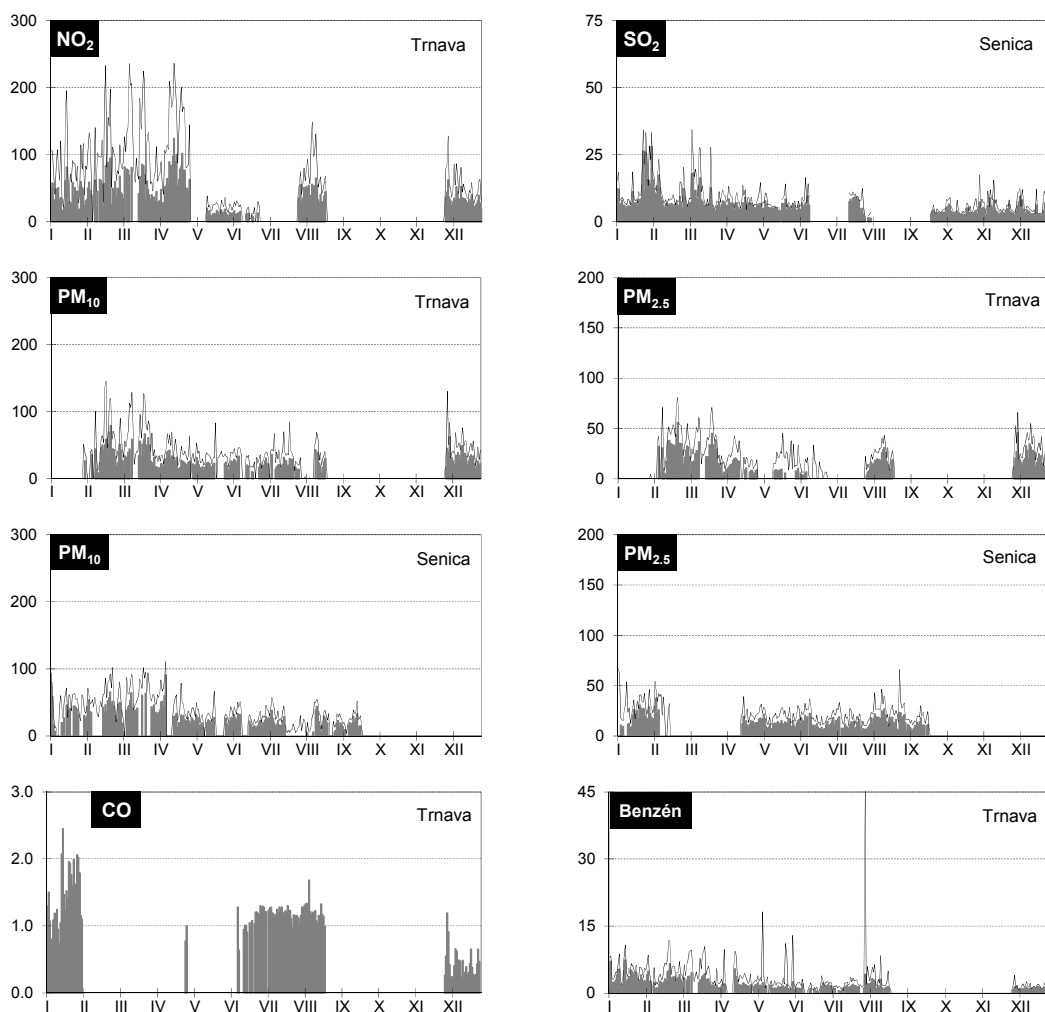 NO2 Trnava
300
200
100
0
I II III IV V VI VII VIII IX X XI XII
SO2 Senica
75
50
25
0
I II III IV V VI VII VIII IX X XI XII
PM10 Trnava
300
200
100
0
I II III IV V VI VII VIII IX X XI XII
PM2.5 Trnava
200
150
100
50
0
I II III IV V VI VII VIII IX X XI XII
PM10 Senica
300
200
100
0
I II III IV V VI VII VIII IX X XI XII
PM2.5 Senica
200
150
100
50
0
I II III IV V VI VII VIII IX X XI XII
CO Trnava
3.0
2.0
1.0
0.0
I II III IV V VI VII VIII IX X XI XII
Benzén Trnava
45
30
15
0
I II III IV V VI VII VIII IX X XI XII